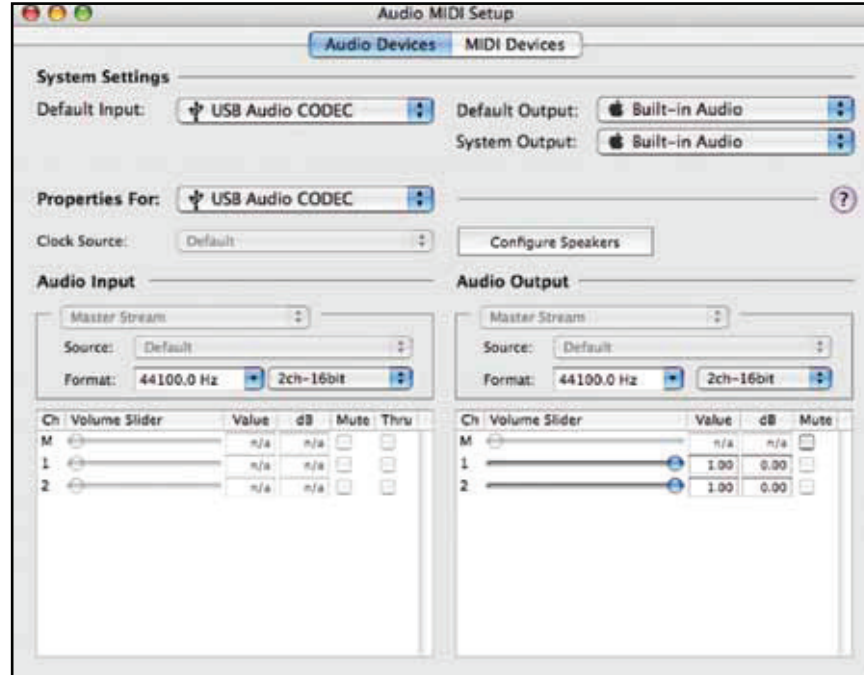 Audio MIDI Setup
Audio Devices MIDI Devices
System Settings
Default Input: USB Audio CODEC
Default Output: Built-in Audio
System Output: Built-in Audio
Properties For: USB Audio CODEC
?
Clock Source: Default
Configure Speakers
Audio Input
Master Stream
Source: Default
Format: 44100.0 Hz 2ch-16bit
Ch Volume Slider Value dB Mute Thru
M n/a n/a
1 n/a n/a
2 n/a n/a
Audio Output
Master Stream
Source: Default
Format: 44100.0 Hz 2ch-16bit
Ch Volume Slider Value dB Mute
M n/a n/a
1 1.00 0.00
2 1.00 0.00